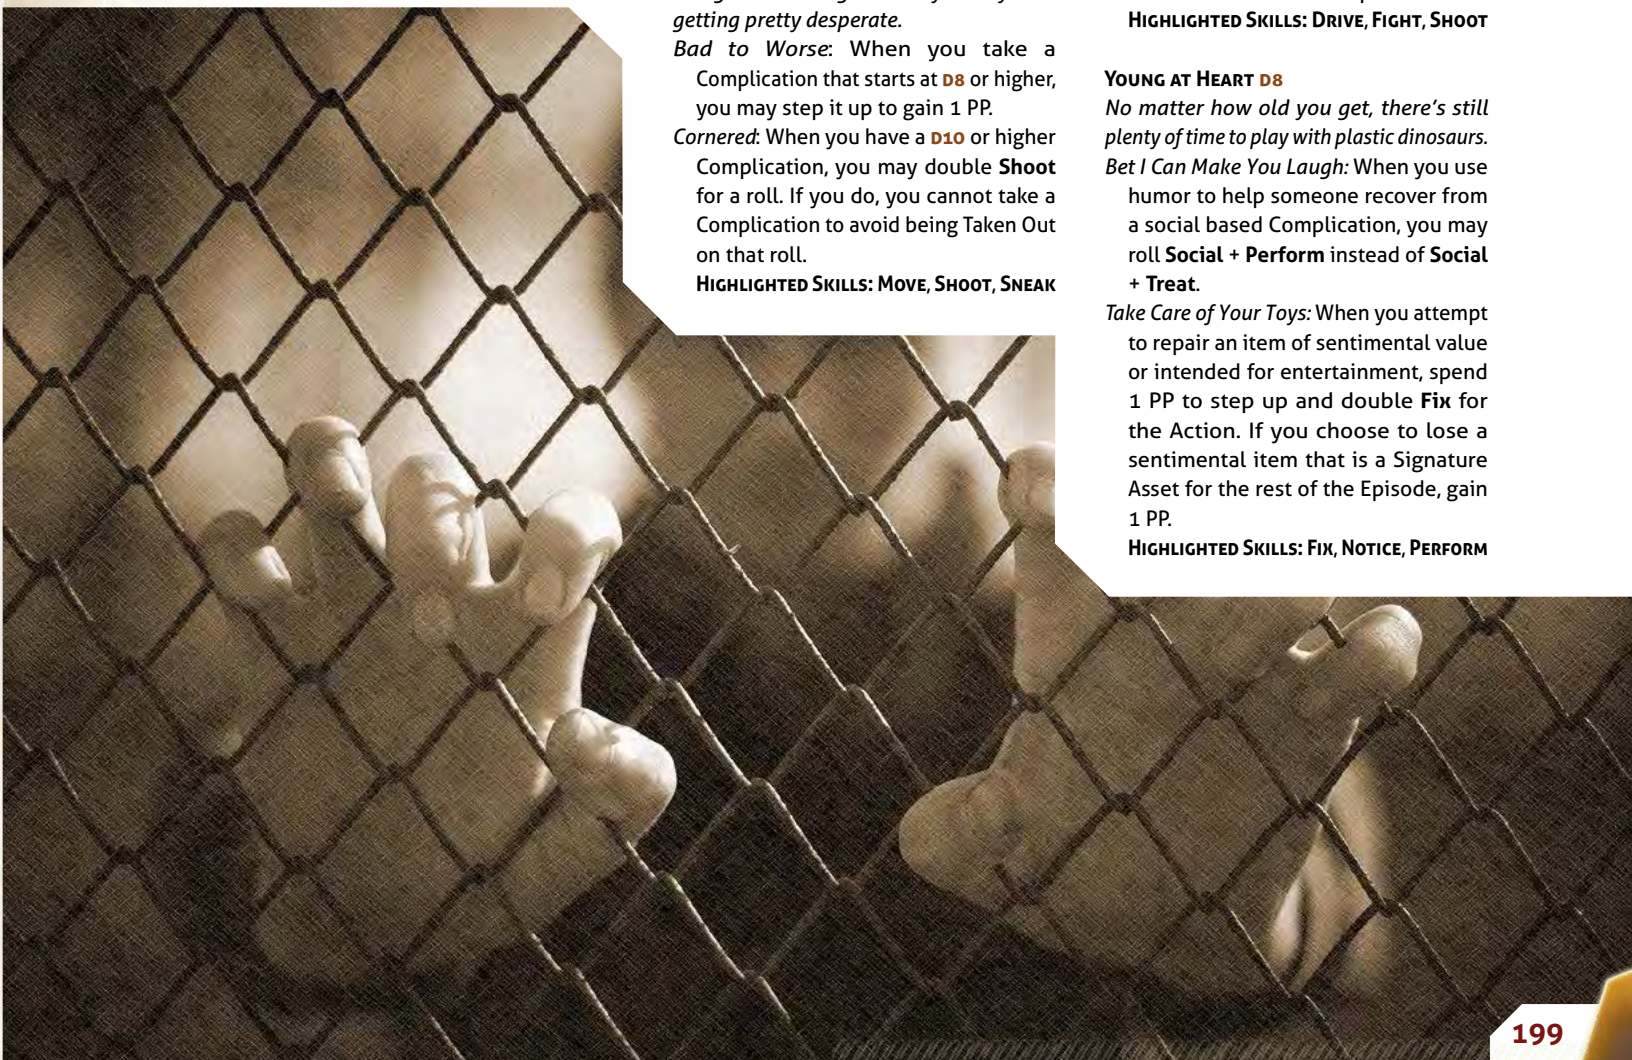 getting pretty desperate.
Bad to Worse: When you take a
Complication that starts at D8 or higher,
you may step it up to gain 1 PP.
Cornered: When you have a D10 or higher
Complication, you may double Shoot
for a roll. If you do, you cannot take a
Complication to avoid being Taken Out
on that roll.
Highlighted Skills: Move, Shoot, Sneak
Highlighted Skills: Drive, Fight, Shoot
Young at Heart D8
No matter how old you get, there's still
plenty of time to play with plastic dinosaurs.
Bet I Can Make You Laugh: When you use
humor to help someone recover from
a social based Complication, you may
roll Social + Perform instead of Social
+ Treat.
Take Care of Your Toys: When you attempt
to repair an item of sentimental value
or intended for entertainment, spend
1 PP to step up and double Fix for
the Action. If you choose to lose a
sentimental item that is a Signature
Asset for the rest of the Episode, gain
1 PP.
Highlighted Skills: Fix, Notice, Perform
199